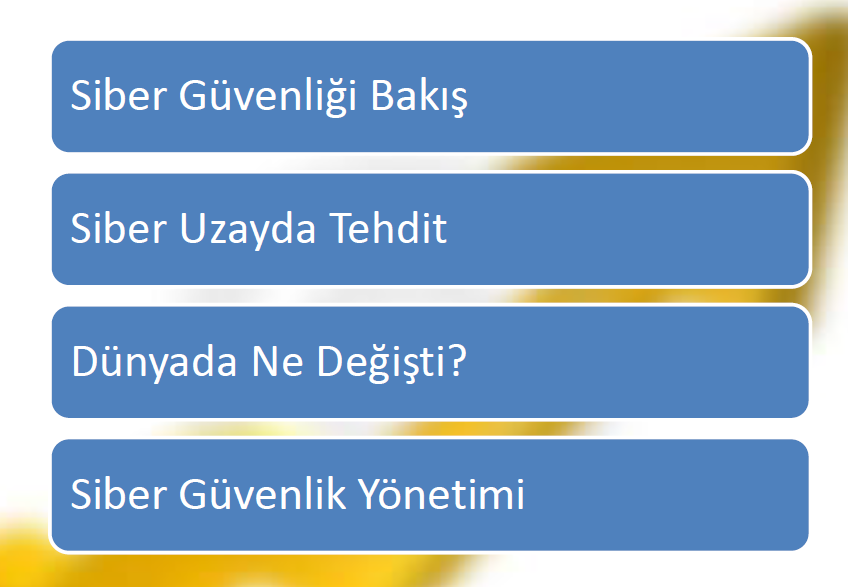 Siber Güvenliği Bakış
Siber Uzayda Tehdit
Dünyada Ne Değişti?
Siber Güvenlik Yönetimi